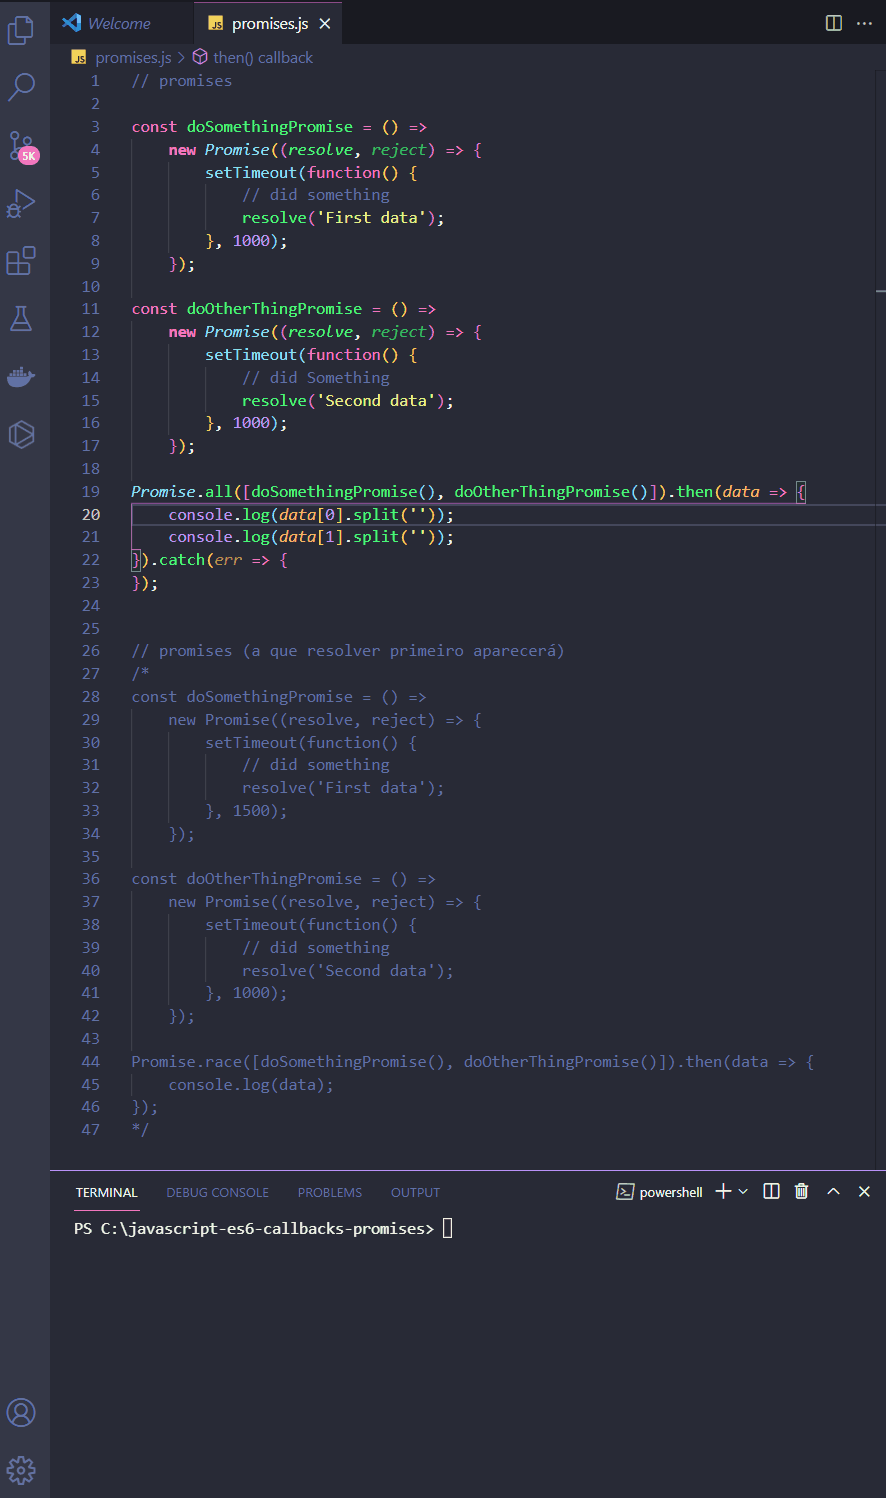 Welcome
JS promises.js
JS promises.js > then() callback
5K
1 // promises
2
3 const doSomethingPromise = () =>
4     new Promise((resolve, reject) => {
5         setTimeout(function() {
6             // did something
7             resolve('First data');
8         }, 1000);
9     });
10
11 const doOtherThingPromise = () =>
12     new Promise((resolve, reject) => {
13         setTimeout(function() {
14             // did Something
15             resolve('Second data');
16         }, 1000);
17     });
18
19 Promise.all([doSomethingPromise(), doOtherThingPromise()]).then(data => {
20     console.log(data[0].split(''));
21     console.log(data[1].split(''));
22 }).catch(err => {
23 });
24
25
26 // promises (a que resolver primeiro aparecerá)
27 /*
28 const doSomethingPromise = () =>
29     new Promise((resolve, reject) => {
30         setTimeout(function() {
31             // did something
32             resolve('First data');
33         }, 1500);
34     });
35
36 const doOtherThingPromise = () =>
37     new Promise((resolve, reject) => {
38         setTimeout(function() {
39             // did something
40             resolve('Second data');
41         }, 1000);
42     });
43
44 Promise.race([doSomethingPromise(), doOtherThingPromise()]).then(data => {
45     console.log(data);
46 });
47 */
TERMINAL DEBUG CONSOLE PROBLEMS OUTPUT powershell
PS C:\javascript-es6-callbacks-promises>